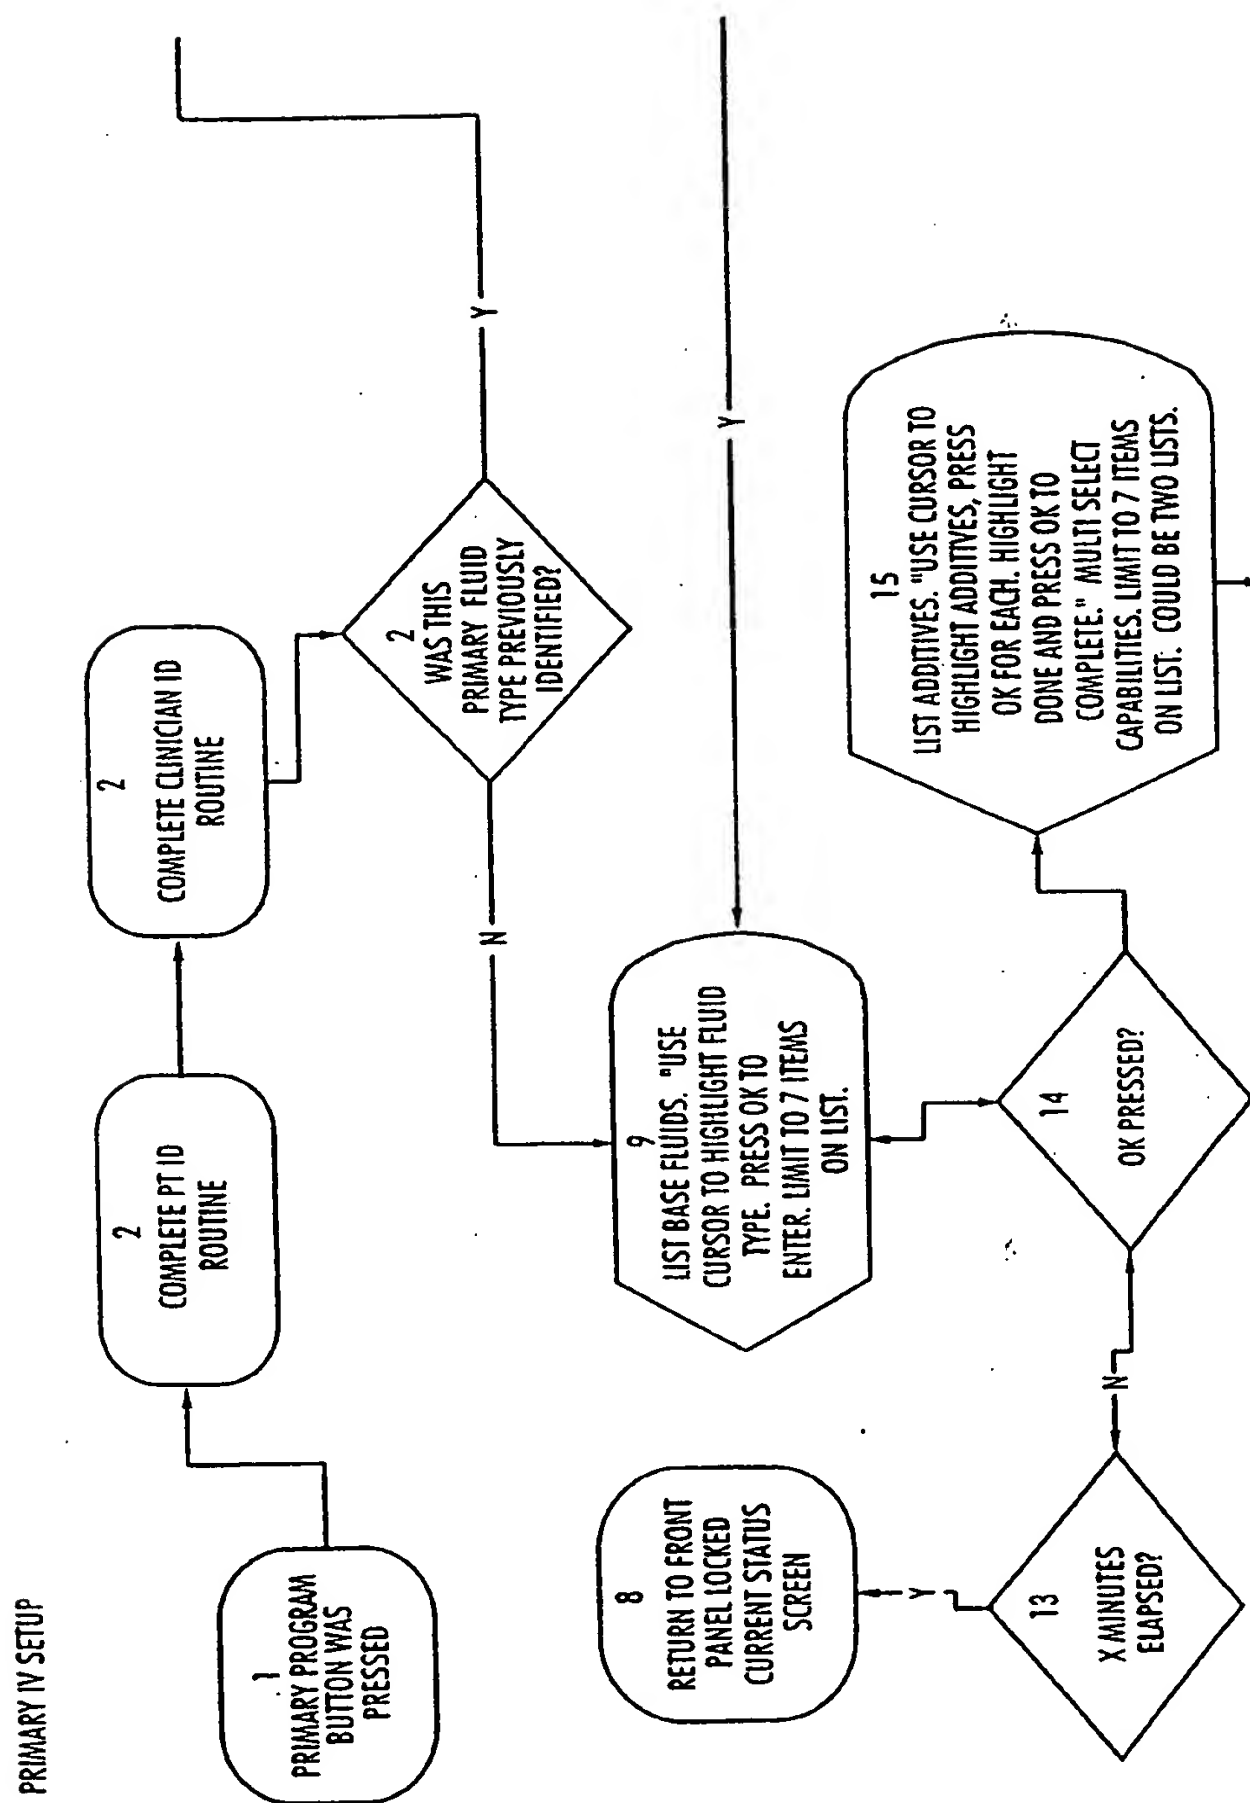 PRIMARY IV SETUP
1
PRIMARY PROGRAM
BUTTON WAS
PRESSED
2
COMPLETE PT ID
ROUTINE
2
COMPLETE CLINICIAN ID
ROUTINE
2
WAS THIS
PRIMARY FLUID
TYPE PREVIOUSLY
IDENTIFIED?
Y
N
9
LIST BASE FLUIDS. "USE
CURSOR TO HIGHLIGHT FLUID
TYPE. PRESS OK TO
ENTER. LIMIT TO 7 ITEMS
ON LIST.
Y
8
RETURN TO FRONT
PANEL LOCKED
CURRENT STATUS
SCREEN
Y
13
X MINUTES
ELAPSED?
N
14
OK PRESSED?
15
LIST ADDITIVES. "USE CURSOR TO
HIGHLIGHT ADDITIVES, PRESS
OK FOR EACH. HIGHLIGHT
DONE AND PRESS OK TO
COMPLETE." MULTI SELECT
CAPABILITIES. LIMIT TO 7 ITEMS
ON LIST. COULD BE TWO LISTS.